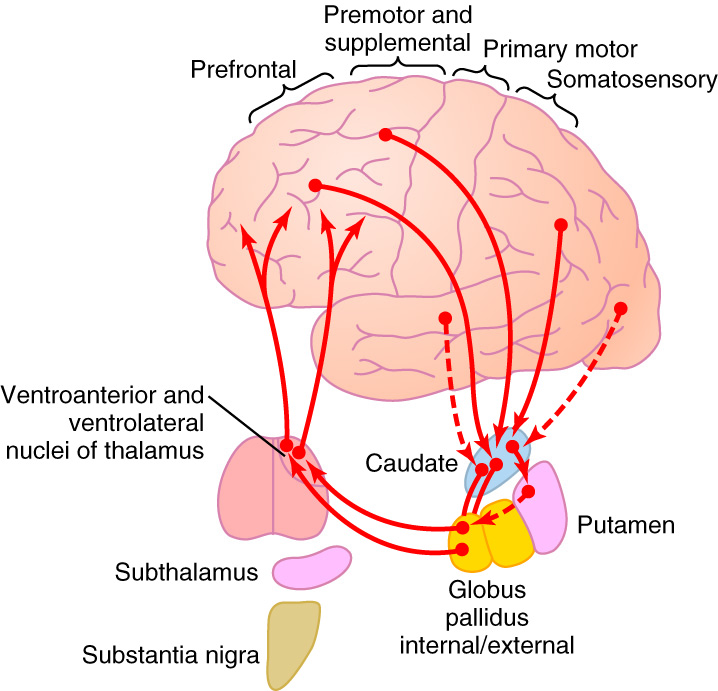 Premotor and
supplemental
Primary motor
Prefrontal
Somatosensory
Ventroanterior and
ventrolateral
nuclei of thalamus
Caudate
Putamen
Subthalamus
Globus
pallidus
internal/external
Substantia nigra